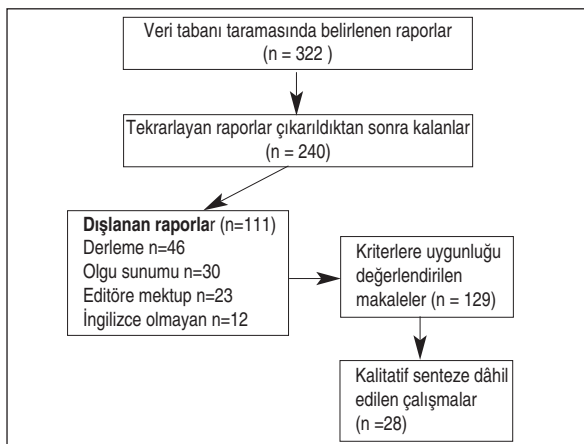 Veri tabanı taramasında belirlenen raporlar
(n = 322 )
Tekrarlayan raporlar çıkarıldıktan sonra kalanlar
(n = 240)
Dışlanan raporlar (n=111)
Derleme n=46
Olgu sunumu n=30
Editöre mektup n=23
İngilizce olmayan n=12
Kriterlere uygunluğu
değerlendirilen
makaleler (n = 129)
Kalitatif senteze dâhil
edilen çalışmalar
(n =28)